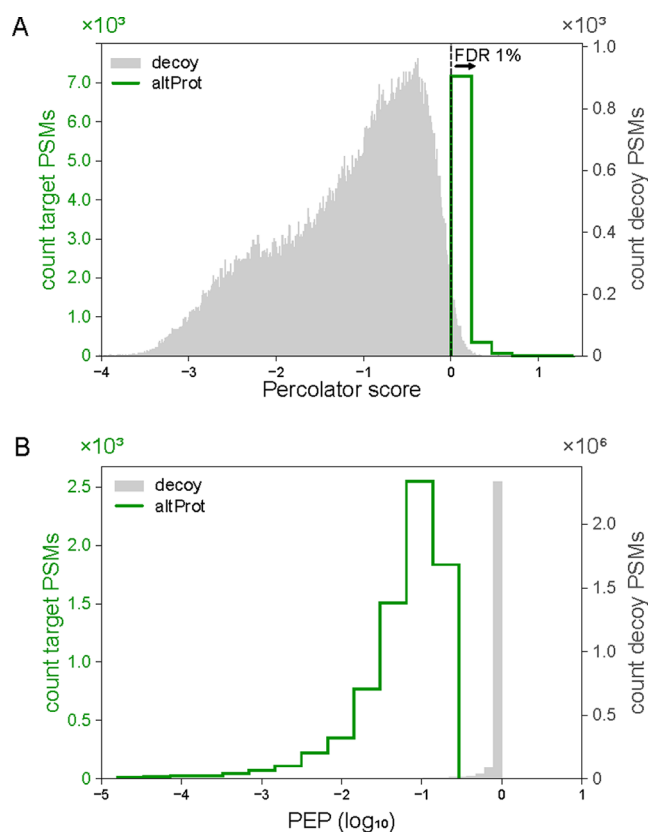 A
×10³
×10³
decoy
altProt
FDR 1%
7.0
6.0
5.0
4.0
3.0
2.0
1.0
0
count target PSMs
1.0
0.8
0.6
0.4
0.2
0
count decoy PSMs
−4 −3 −2 −1 0 1
Percolator score
B
×10³
×10⁶
decoy
altProt
2.5
2.0
1.5
1.0
0.5
0
count target PSMs
2.0
1.5
1.0
0.5
0
count decoy PSMs
−5 −4 −3 −2 −1 0 1
PEP (log₁₀)